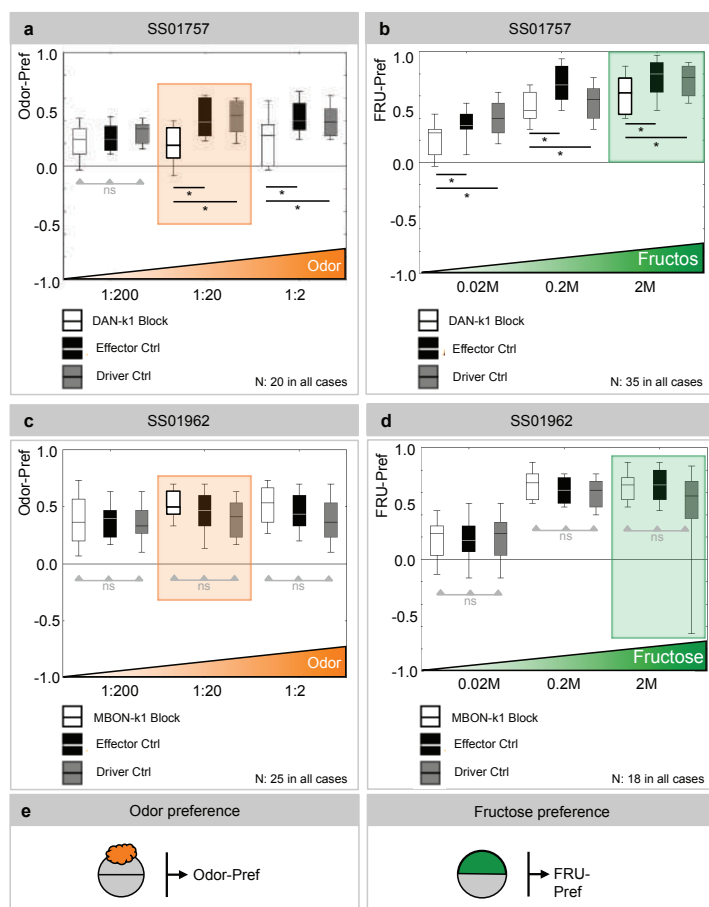 a SS01757
Odor-Pref
1.0
0.5
0.0
-0.5
-1.0
ns
*
*
*
*
Odor
1:200 1:20 1:2
DAN-k1 Block
Effector Ctrl
Driver Ctrl
N: 20 in all cases
b SS01757
FRU-Pref
1.0
0.5
0.0
-0.5
-1.0
*
*
*
*
*
*
Fructos
0.02M 0.2M 2M
DAN-k1 Block
Effector Ctrl
Driver Ctrl
N: 35 in all cases
c SS01962
Odor-Pref
1.0
0.5
0.0
-0.5
-1.0
ns ns ns
Odor
1:200 1:20 1:2
MBON-k1 Block
Effector Ctrl
Driver Ctrl
N: 25 in all cases
d SS01962
FRU-Pref
1.0
0.5
0.0
-0.5
-1.0
ns ns ns
Fructose
0.02M 0.2M 2M
MBON-k1 Block
Effector Ctrl
Driver Ctrl
N: 18 in all cases
e Odor preference
Odor-Pref
Fructose preference
FRU-
Pref